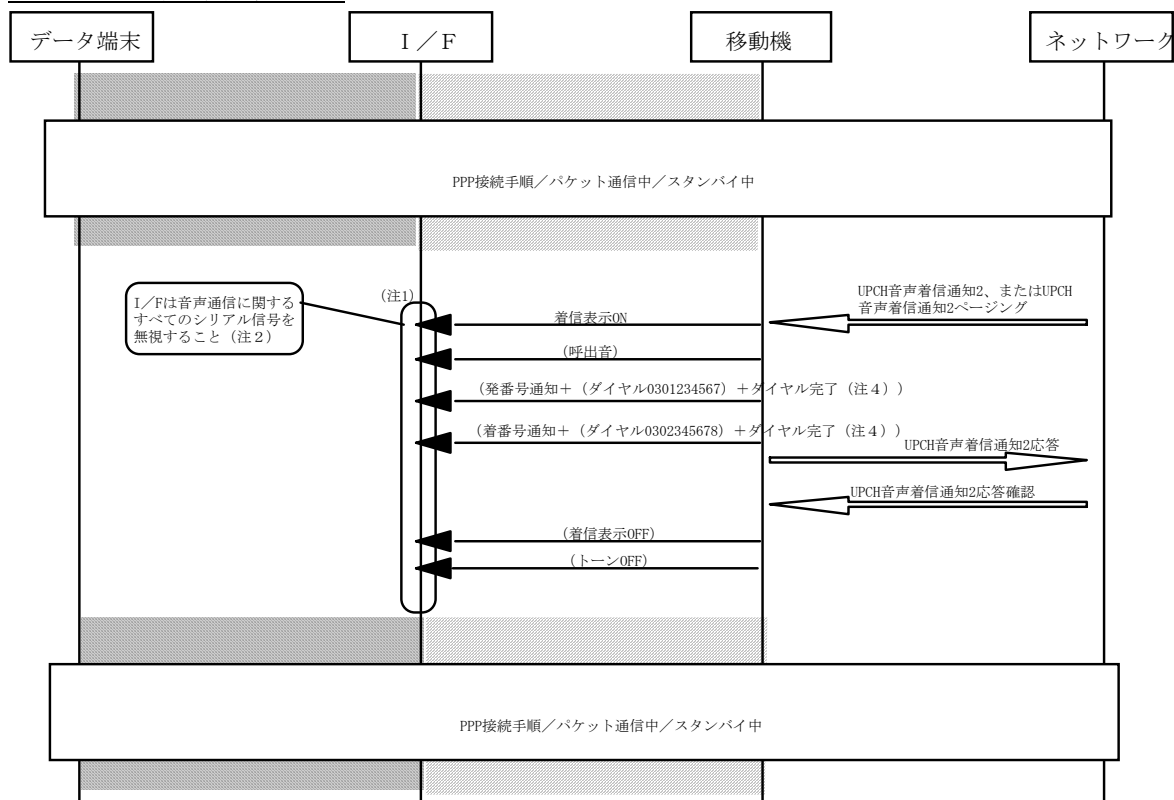 データ端末
I/F
移動機
ネットワーク
PPP接続手順/パケット通信中/スタンバイ中
I/Fは音声通信に関する
すべてのシリアル信号を
無視すること(注2)
(注1)
UPCH音声着信通知2、またはUPCH
音声着信通知2ページング
着信表示ON
(呼出音)
(発番号通知+(ダイヤル0301234567)+ダイヤル完了(注4))
(着番号通知+(ダイヤル0302345678)+ダイヤル完了(注4))
UPCH音声着信通知2応答
UPCH音声着信通知2応答確認
(着信表示OFF)
(トーンOFF)
PPP接続手順/パケット通信中/スタンバイ中